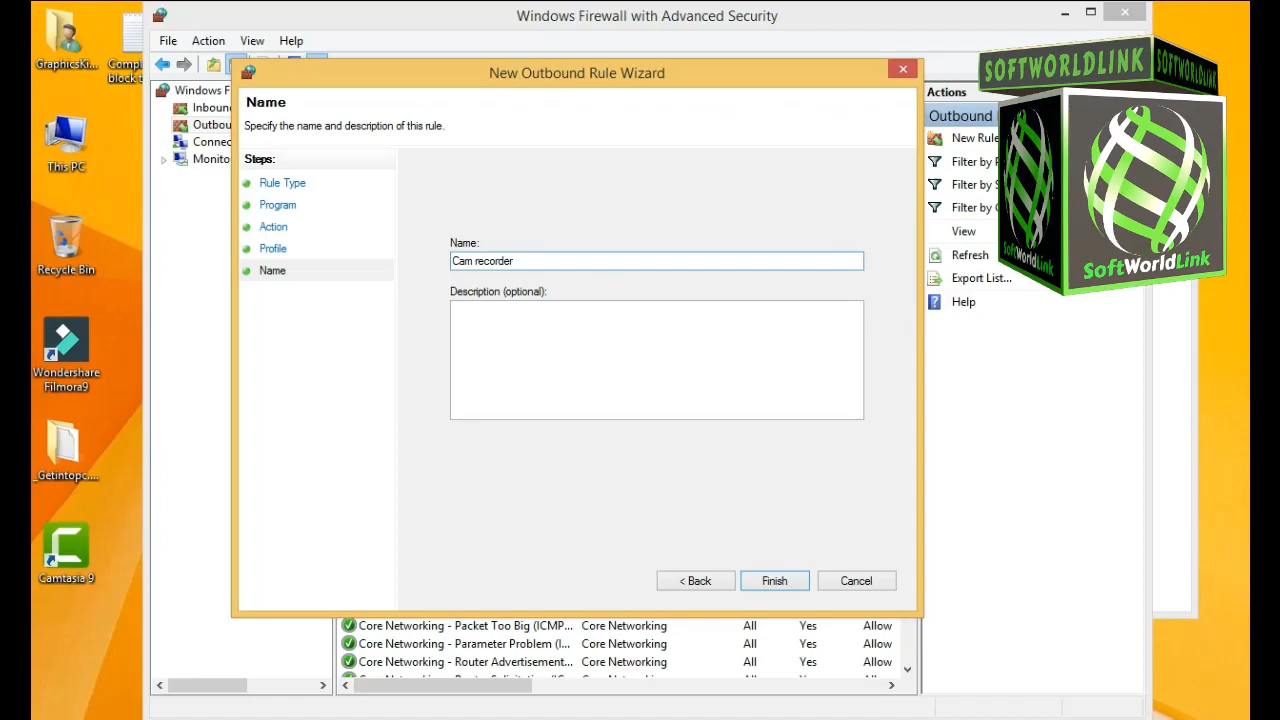 Windows Firewall with Advanced Security
File Action View Help
GraphicsKi...
Compl
block t
This PC
Recycle Bin
Wondershare
Filmora9
_Getintopc....
Camtasia 9
Windows F
Inboun
Outbou
Connec
Monito
New Outbound Rule Wizard
Name
Specify the name and description of this rule.
Steps:
Rule Type
Program
Action
Profile
Name
Name:
Cam recorder
Description (optional):
< Back Finish Cancel
Core Networking - Packet Too Big (ICMP... Core Networking All Yes Allow
Core Networking - Parameter Problem (I... Core Networking All Yes Allow
Core Networking - Router Advertisement... Core Networking All Yes Allow
Actions
Outbound
New Rule
Filter by P
Filter by S
Filter by
View
Refresh
Export List...
Help
SOFTWORLDLINK
SOFTWORLDLINK
SoftWorldLink
SoftWorldLink